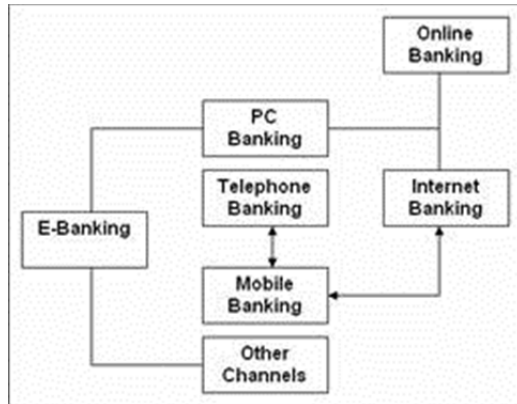 Online
Banking
PC
Banking
Telephone
Banking
Internet
Banking
E-Banking
Mobile
Banking
Other
Channels